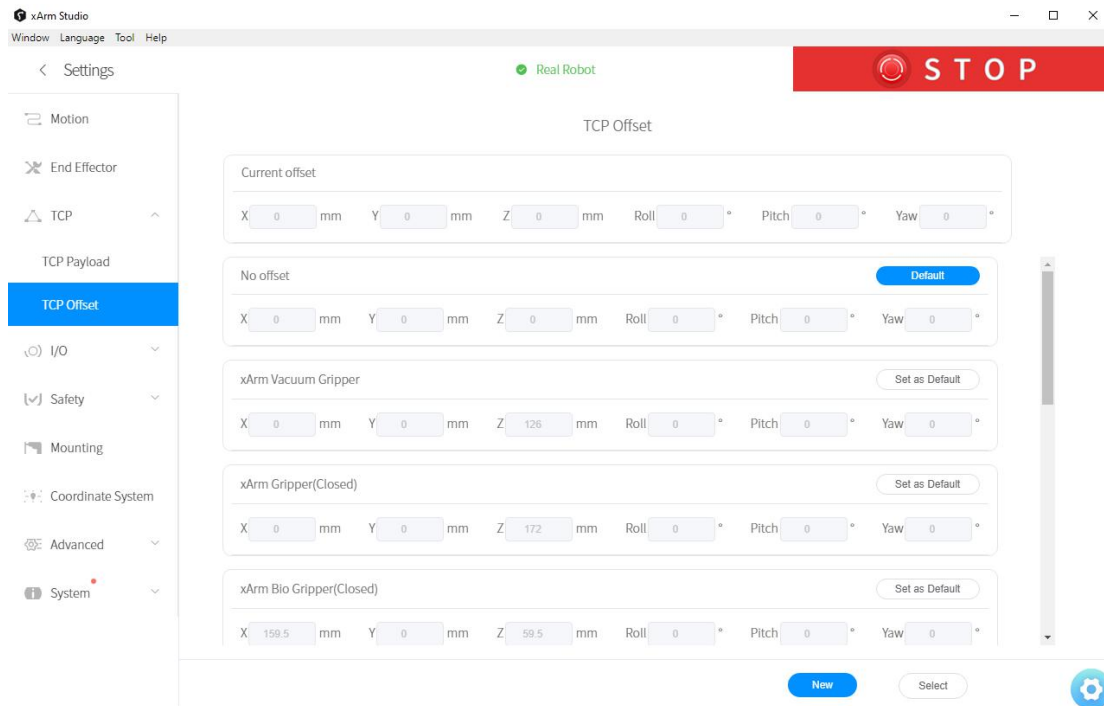 xArm Studio
Window Language Tool Help
Settings
Real Robot
STOP
Motion
End Effector
TCP
TCP Payload
TCP Offset
I/O
Safety
Mounting
Coordinate System
Advanced
System
TCP Offset
Current offset
X 0 mm Y 0 mm Z 0 mm Roll 0 ° Pitch 0 ° Yaw 0 °
No offset Default
X 0 mm Y 0 mm Z 0 mm Roll 0 ° Pitch 0 ° Yaw 0 °
xArm Vacuum Gripper Set as Default
X 0 mm Y 0 mm Z 126 mm Roll 0 ° Pitch 0 ° Yaw 0 °
xArm Gripper(Closed) Set as Default
X 0 mm Y 0 mm Z 172 mm Roll 0 ° Pitch 0 ° Yaw 0 °
xArm Bio Gripper(Closed) Set as Default
X 159.5 mm Y 0 mm Z 59.5 mm Roll 0 ° Pitch 0 ° Yaw 0 °
New Select